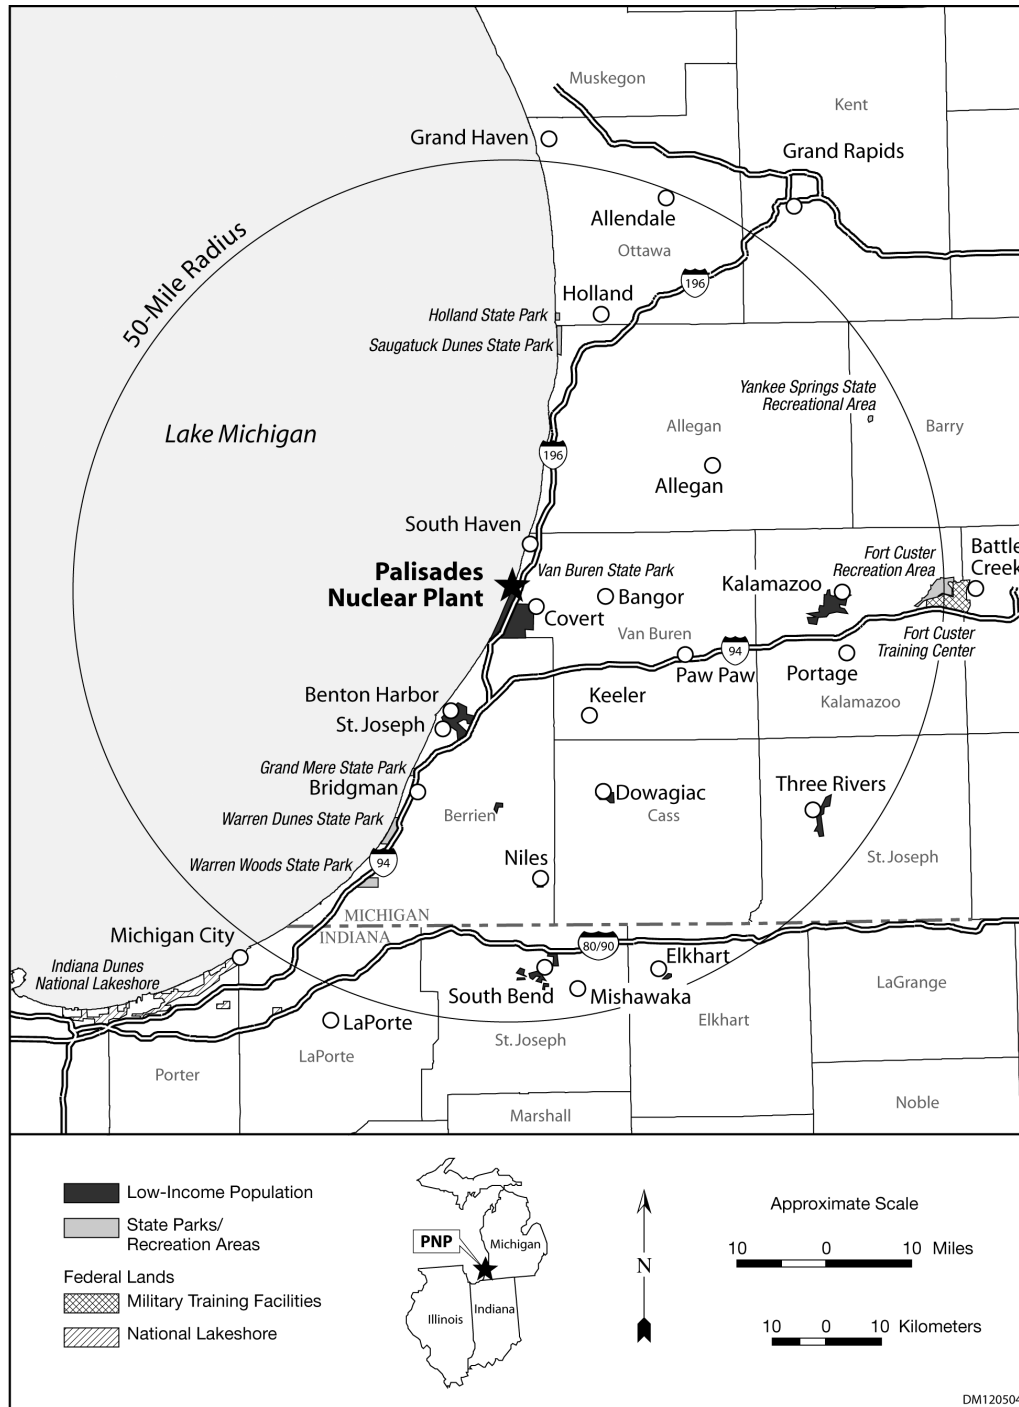 Muskegon
Kent
Grand Haven
Grand Rapids
Allendale
Ottawa
50-Mile Radius
196
Holland
Holland State Park
Saugatuck Dunes State Park
Yankee Springs State
Recreational Area
Lake Michigan
Allegan
Barry
196
Allegan
South Haven
Fort Custer
Recreation Area
Battle
Creek
Palisades
Nuclear Plant
Van Buren State Park
Kalamazoo
Bangor
Covert
Van Buren
94
Fort Custer
Training Center
Paw Paw
Portage
Benton Harbor
Keeler
Kalamazoo
St. Joseph
Grand Mere State Park
Bridgman
Dowagiac
Three Rivers
Warren Dunes State Park
Berrien
Cass
Warren Woods State Park
94
Niles
St. Joseph
MICHIGAN
INDIANA
Michigan City
80/90
Elkhart
Indiana Dunes
National Lakeshore
South Bend
Mishawaka
LaGrange
LaPorte
Elkhart
St. Joseph
LaPorte
Porter
Marshall
Noble
Low-Income Population
State Parks/
Recreation Areas
Federal Lands
Military Training Facilities
National Lakeshore
PNP
Michigan
Illinois
Indiana
N
Approximate Scale
10 0 10 Miles
10 0 10 Kilometers
DM120504